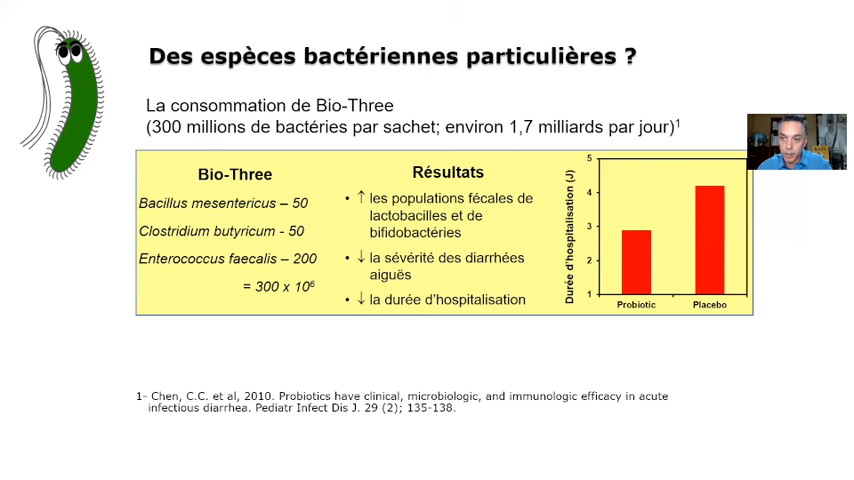 Des espèces bactériennes particulières ?
La consommation de Bio-Three
(300 millions de bactéries par sachet; environ 1,7 milliards par jour)¹
Bio-Three
Bacillus mesentericus – 50
Clostridium butyricum - 50
Enterococcus faecalis – 200
= 300 x 10⁶
Résultats
• ↑ les populations fécales de
lactobacilles et de
bifidobactéries
• ↓ la sévérité des diarrhées
aiguës
• ↓ la durée d'hospitalisation
Durée d'hospitalisation (J)
5
4
3
2
1
Probiotic
Placebo
1- Chen, C.C. et al, 2010. Probiotics have clinical, microbiologic, and immunologic efficacy in acute
infectious diarrhea. Pediatr Infect Dis J. 29 (2); 135-138.